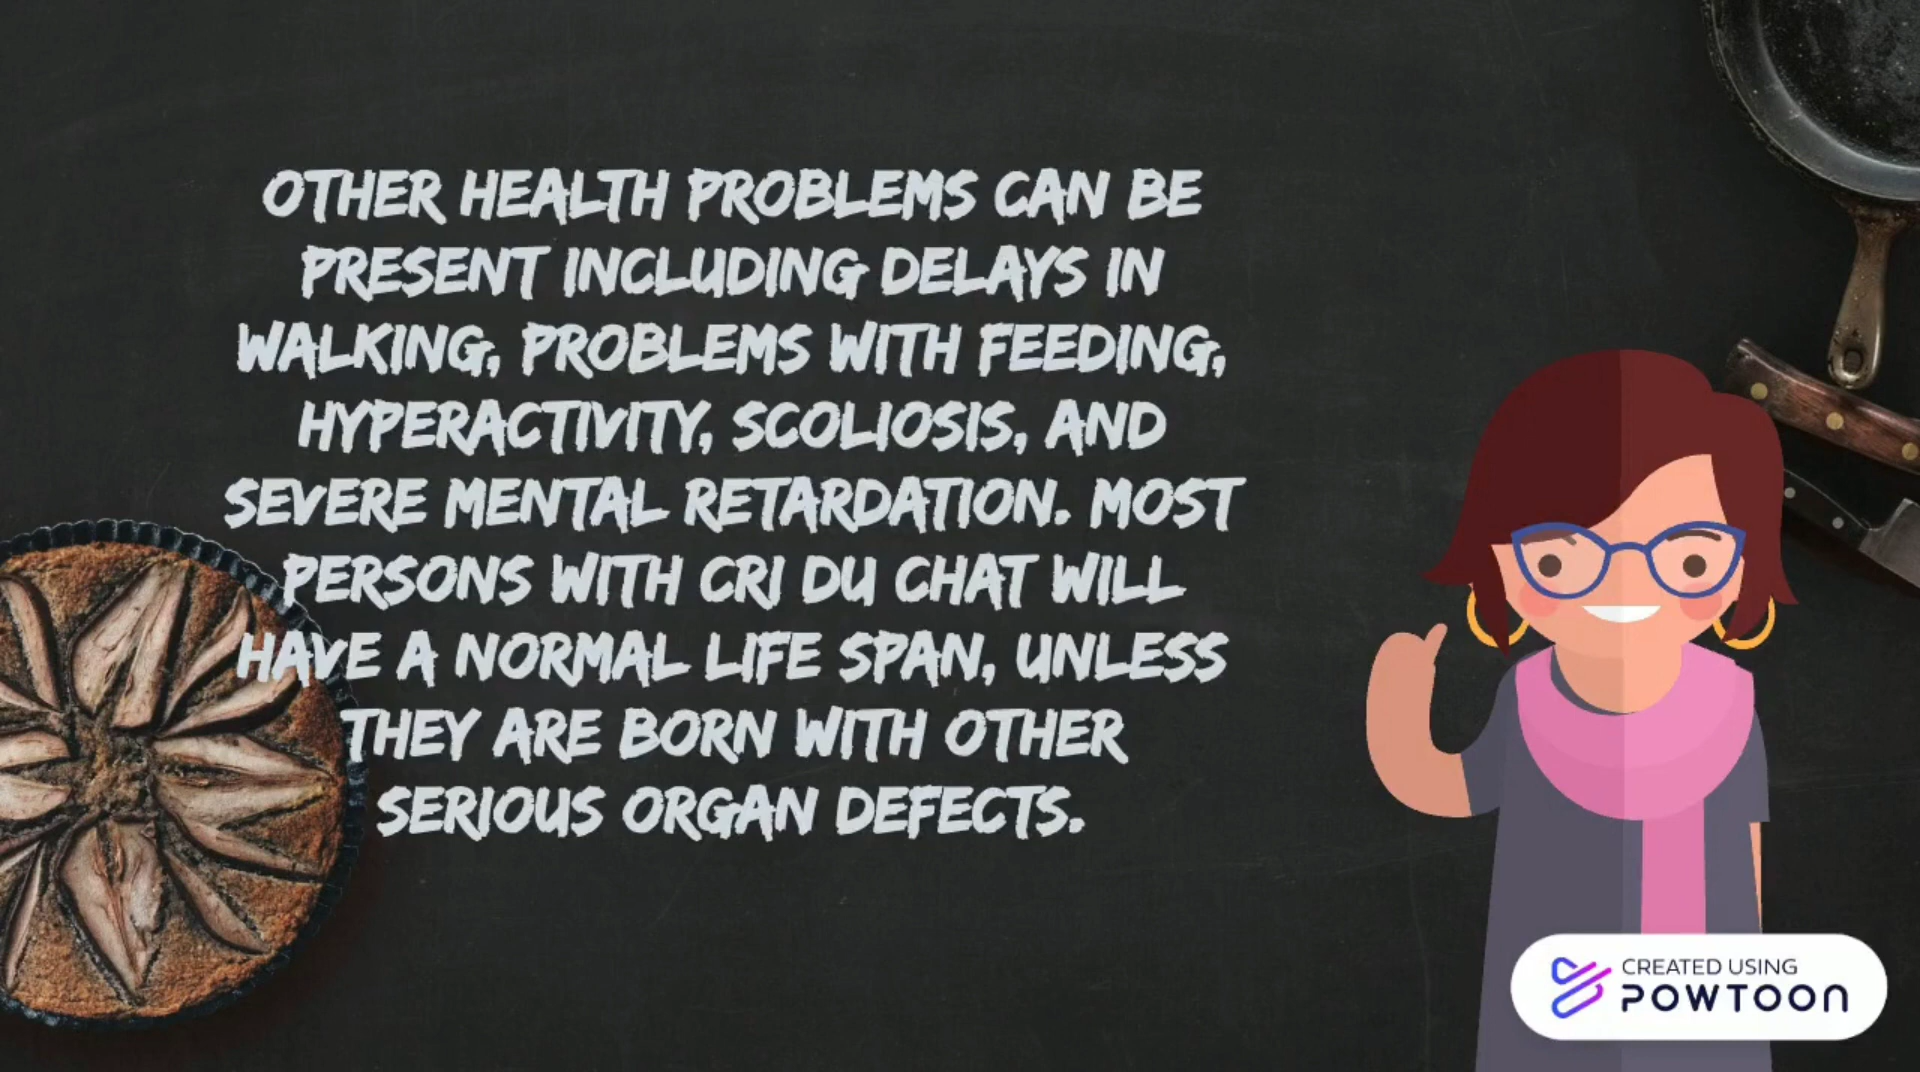 OTHER HEALTH PROBLEMS CAN BE
PRESENT INCLUDING DELAYS IN
WALKING, PROBLEMS WITH FEEDING,
HYPERACTIVITY, SCOLIOSIS, AND
SEVERE MENTAL RETARDATION. MOST
PERSONS WITH CRI DU CHAT WILL
HAVE A NORMAL LIFE SPAN, UNLESS
THEY ARE BORN WITH OTHER
SERIOUS ORGAN DEFECTS.
CREATED USING
POWTOON